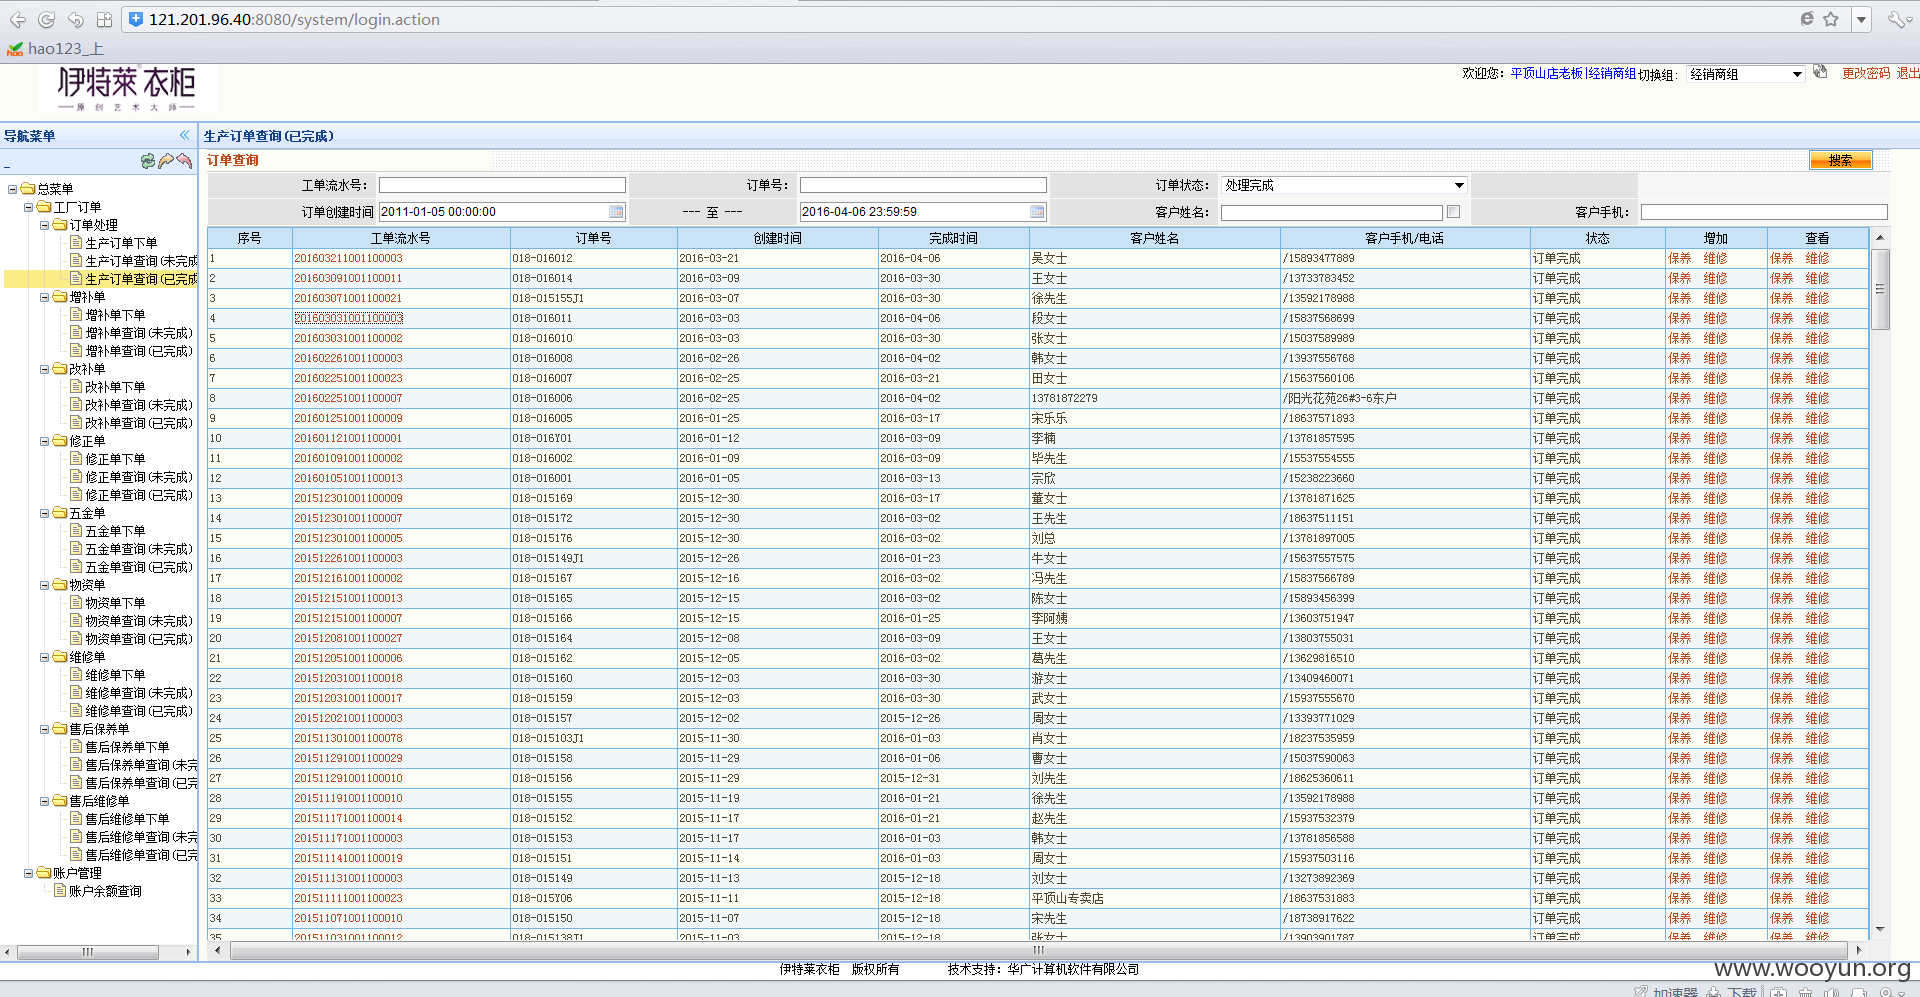 121.201.96.40:8080/system/login.action
hao123_上
伊特莱 衣柜
原 创 艺 术 大 师
欢迎您: 平顶山店老板|经销商组 切换组: 经销商组 更改密码 退出
导航菜单
生产订单查询(已完成)
订单查询 搜索
工单流水号: 订单号: 订单状态: 处理完成
订单创建时间 2011-01-05 00:00:00 --- 至 --- 2016-04-06 23:59:59 客户姓名: 客户手机:
总菜单
工厂订单
订单处理
生产订单下单
生产订单查询(未完成
生产订单查询(已完成
增补单
增补单下单
增补单查询(未完成)
增补单查询(已完成)
改补单
改补单下单
改补单查询(未完成)
改补单查询(已完成)
修正单
修正单下单
修正单查询(未完成)
修正单查询(已完成)
五金单
五金单下单
五金单查询(未完成)
五金单查询(已完成)
物资单
物资单下单
物资单查询(未完成)
物资单查询(已完成)
维修单
维修单下单
维修单查询(未完成)
维修单查询(已完成)
售后保养单
售后保养单下单
售后保养单查询(未完
售后保养单查询(已完
售后维修单
售后维修单下单
售后维修单查询(未完
售后维修单查询(已完
账户管理
账户余额查询
序号 工单流水号 订单号 创建时间 完成时间 客户姓名 客户手机/电话 状态 增加 查看
1 201603211001100003 018-016012 2016-03-21 2016-04-06 吴女士 /15893477889 订单完成 保养 维修 保养 维修
2 201603091001100011 018-016014 2016-03-09 2016-03-30 王女士 /13733783452 订单完成 保养 维修 保养 维修
3 201603071001100021 018-015155J1 2016-03-07 2016-03-30 徐先生 /13592178988 订单完成 保养 维修 保养 维修
4 201603031001100003 018-016011 2016-03-03 2016-04-06 段女士 /15837568699 订单完成 保养 维修 保养 维修
5 201603031001100002 018-016010 2016-03-03 2016-03-30 张女士 /15037589989 订单完成 保养 维修 保养 维修
6 201602261001100003 018-016008 2016-02-26 2016-04-02 韩女士 /13937556768 订单完成 保养 维修 保养 维修
7 201602251001100023 018-016007 2016-02-25 2016-03-21 田女士 /15637560106 订单完成 保养 维修 保养 维修
8 201602251001100007 018-016006 2016-02-25 2016-04-02 13781872279 /阳光花苑26#3-6东户 订单完成 保养 维修 保养 维修
9 201601251001100009 018-016005 2016-01-25 2016-03-17 宋乐乐 /18637571893 订单完成 保养 维修 保养 维修
10 201601121001100001 018-016Y01 2016-01-12 2016-03-09 李楠 /13781857595 订单完成 保养 维修 保养 维修
11 201601091001100002 018-016002 2016-01-09 2016-03-09 毕先生 /15537554555 订单完成 保养 维修 保养 维修
12 201601051001100013 018-016001 2016-01-05 2016-03-13 宗欣 /15238223660 订单完成 保养 维修 保养 维修
13 201512301001100009 018-015169 2015-12-30 2016-03-17 董女士 /13781871625 订单完成 保养 维修 保养 维修
14 201512301001100007 018-015172 2015-12-30 2016-03-02 王先生 /18637511151 订单完成 保养 维修 保养 维修
15 201512301001100005 018-015176 2015-12-30 2016-03-02 刘总 /13781897005 订单完成 保养 维修 保养 维修
16 201512261001100003 018-015149J1 2015-12-26 2016-01-23 牛女士 /15637557575 订单完成 保养 维修 保养 维修
17 201512161001100002 018-015167 2015-12-16 2016-03-02 冯先生 /15837566789 订单完成 保养 维修 保养 维修
18 201512151001100013 018-015165 2015-12-15 2016-03-02 陈女士 /15893456399 订单完成 保养 维修 保养 维修
19 201512151001100007 018-015166 2015-12-15 2016-01-25 李阿姨 /13603751947 订单完成 保养 维修 保养 维修
20 201512081001100027 018-015164 2015-12-08 2016-03-09 王女士 /13803755031 订单完成 保养 维修 保养 维修
21 201512051001100006 018-015162 2015-12-05 2016-03-02 葛先生 /13629816510 订单完成 保养 维修 保养 维修
22 201512031001100018 018-015160 2015-12-03 2016-03-30 游女士 /13409460071 订单完成 保养 维修 保养 维修
23 201512031001100017 018-015159 2015-12-03 2016-03-30 武女士 /15937555670 订单完成 保养 维修 保养 维修
24 201512021001100003 018-015157 2015-12-02 2015-12-26 周女士 /13393771029 订单完成 保养 维修 保养 维修
25 201511301001100078 018-015103J1 2015-11-30 2016-01-03 肖女士 /18237535959 订单完成 保养 维修 保养 维修
26 201511291001100029 018-015158 2015-11-29 2016-01-06 曹女士 /15037590063 订单完成 保养 维修 保养 维修
27 201511291001100010 018-015156 2015-11-29 2015-12-31 刘先生 /18625360611 订单完成 保养 维修 保养 维修
28 201511191001100010 018-015155 2015-11-19 2016-01-21 徐先生 /13592178988 订单完成 保养 维修 保养 维修
29 201511171001100014 018-015152 2015-11-17 2016-01-21 赵先生 /15937532379 订单完成 保养 维修 保养 维修
30 201511171001100003 018-015153 2015-11-17 2016-01-03 韩女士 /13781856588 订单完成 保养 维修 保养 维修
31 201511141001100019 018-015151 2015-11-14 2016-01-03 周女士 /15937503116 订单完成 保养 维修 保养 维修
32 201511131001100003 018-015149 2015-11-13 2015-12-18 刘女士 /13273892369 订单完成 保养 维修 保养 维修
33 201511111001100023 018-015Y06 2015-11-11 2015-12-18 平顶山专卖店 /18637531883 订单完成 保养 维修 保养 维修
34 201511071001100010 018-015150 2015-11-07 2015-12-18 宋先生 /18738917622 订单完成 保养 维修 保养 维修
35 201511031001100012 018-015138J1 2015-11-03 2015-12-18 张女士 /13903901787 订单完成 保养 维修 保养 维修
伊特莱衣柜 版权所有 技术支持: 华广计算机软件有限公司
www.wooyun.org
加速器 下载